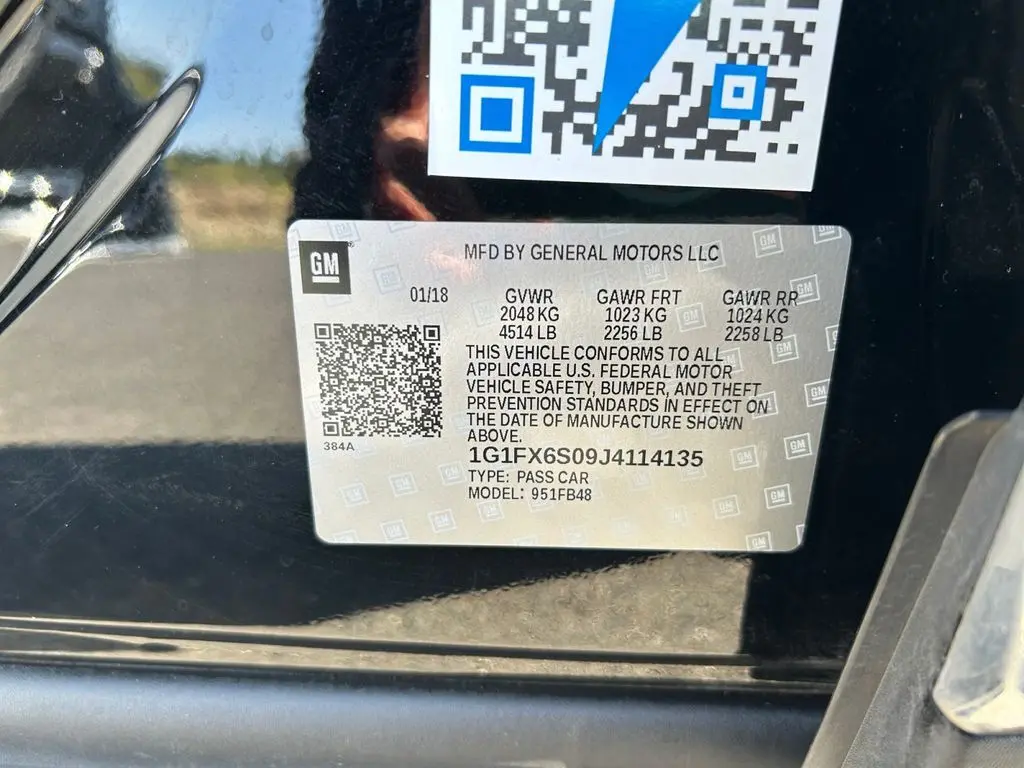 GM
MFD BY GENERAL MOTORS LLC
01/18
GVWR GAWR FRT GAWR RR
2048 KG 1023 KG 1024 KG
4514 LB 2256 LB 2258 LB
THIS VEHICLE CONFORMS TO ALL
APPLICABLE U.S. FEDERAL MOTOR
VEHICLE SAFETY, BUMPER, AND THEFT
PREVENTION STANDARDS IN EFFECT ON
THE DATE OF MANUFACTURE SHOWN
ABOVE.
384A
1G1FX6S09J4114135
TYPE: PASS CAR
MODEL: 951FB48